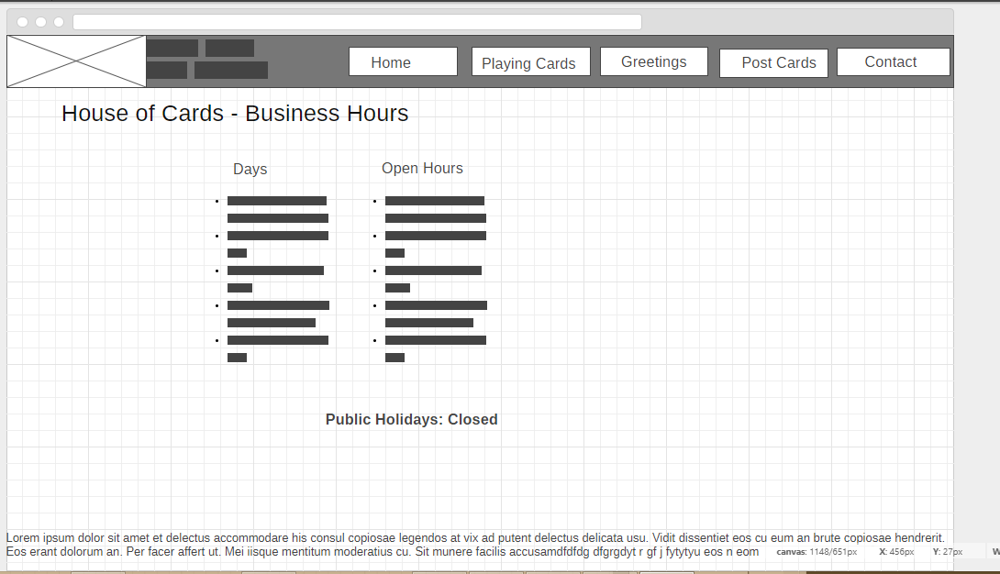 Home
Playing Cards
Greetings
Post Cards
Contact
House of Cards - Business Hours
Days
Open Hours
Public Holidays: Closed
Lorem ipsum dolor sit amet et delectus accommodare his consul copiosae legendos at vix ad putent delectus delicata usu. Vidit dissentiet eos cu eum an brute copiosae hendrerit.
Eos erant dolorum an. Per facer affert ut. Mei iisque mentitum moderatius cu. Sit munere facilis accusamdfdfdg dfgrgdyt r gf j fytytyu eos n eom
canvas: 1148/651px X: 456px Y: 27px W